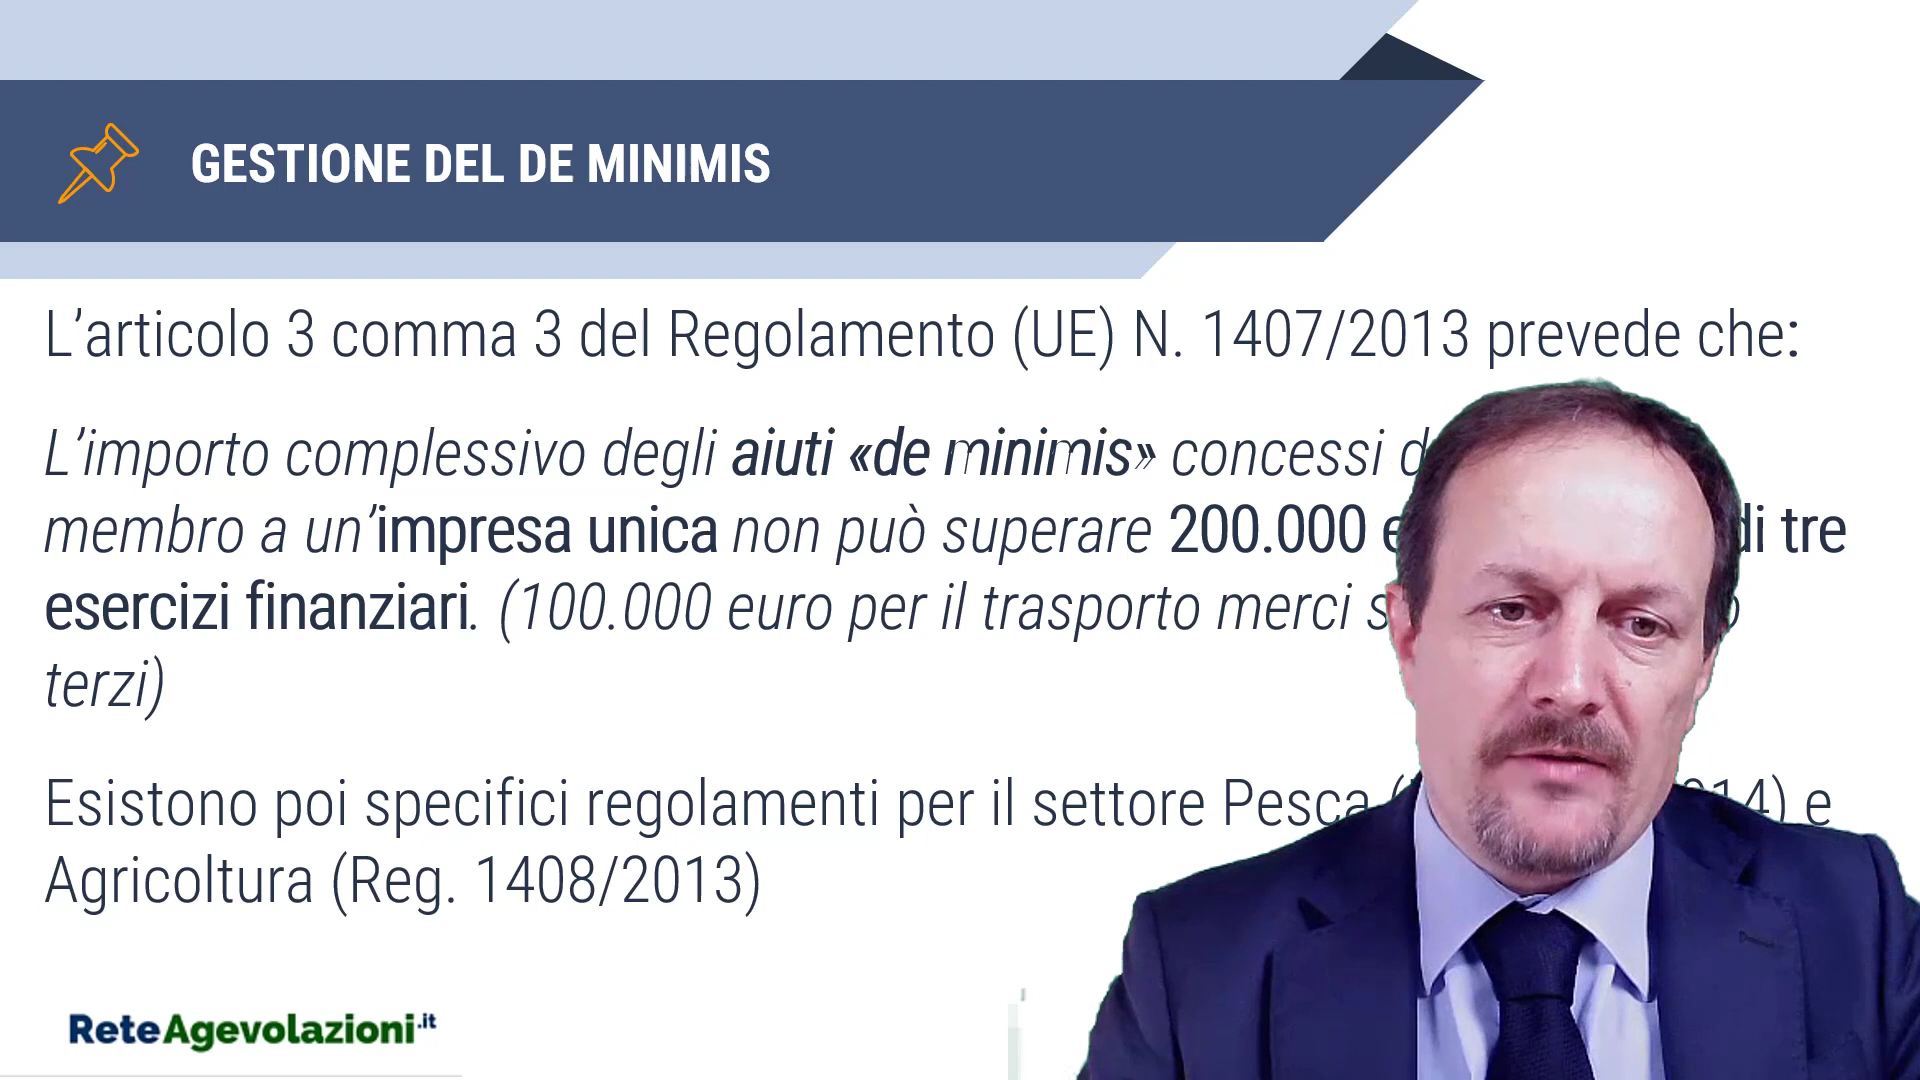 GESTIONE DEL DE MINIMIS
L’articolo 3 comma 3 del Regolamento (UE) N. 1407/2013 prevede che:
L’importo complessivo degli aiuti «de minimis» concessi
membro a un’impresa unica non può superare 200.000 di tre
esercizi finanziari. (100.000 euro per il trasporto merci
terzi)
Esistono poi specifici regolamenti per il settore Pesca e
Agricoltura (Reg. 1408/2013)
ReteAgevolazioni.it